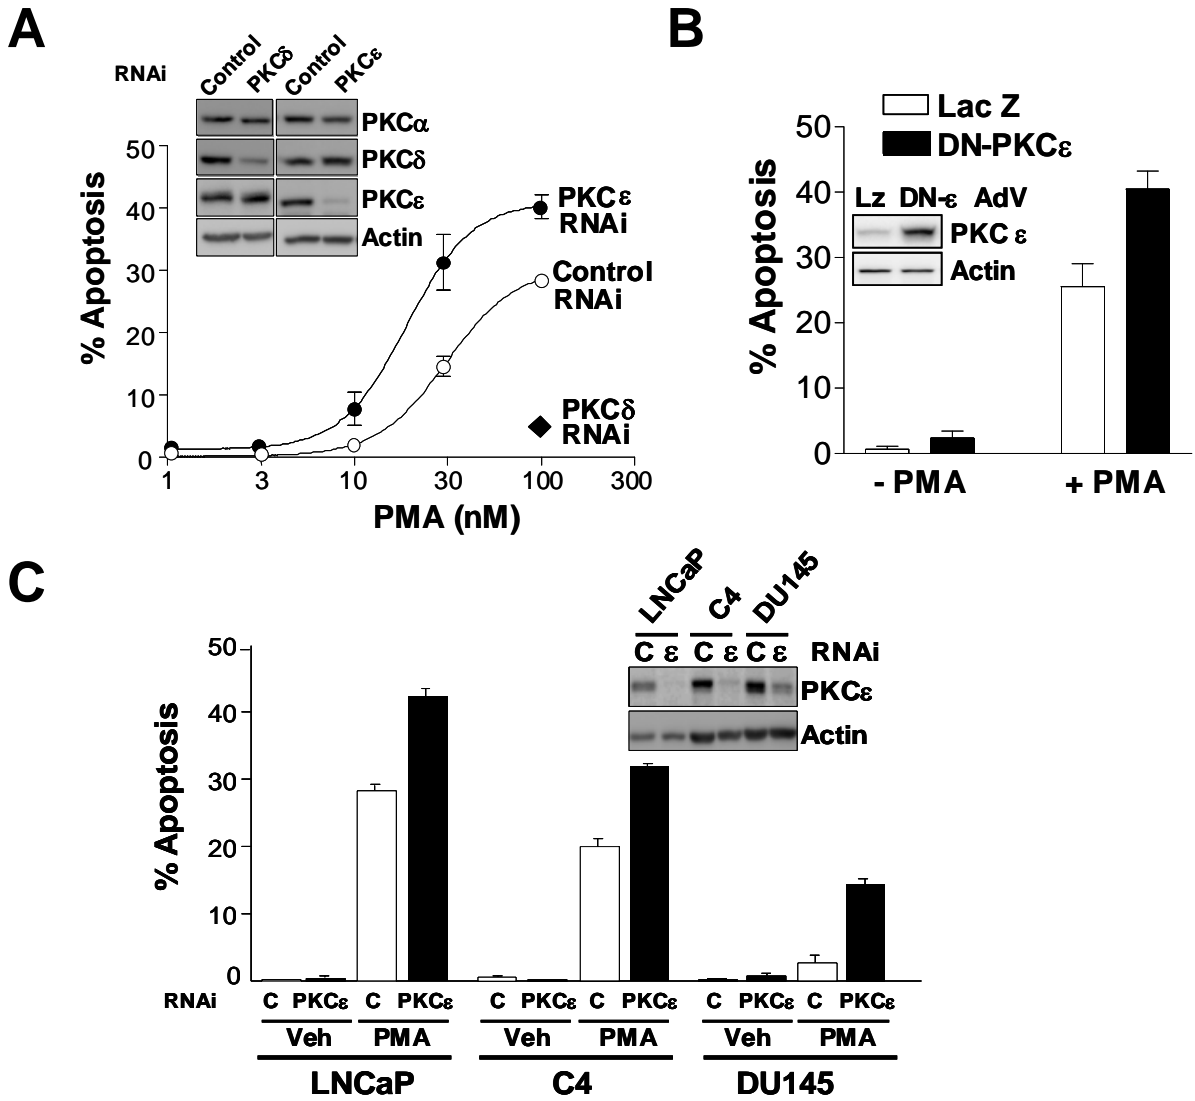 A
RNAi
Control
PKCδ
Control
PKCε
PKCα
PKCδ
PKCε
Actin
% Apoptosis
50
40
30
20
10
0
1
3
10
30
100
300
PMA (nM)
PKCε
RNAi
Control
RNAi
PKCδ
RNAi
B
Lac Z
DN-PKCε
Lz DN-ε AdV
PKC ε
Actin
% Apoptosis
50
40
30
20
10
0
- PMA
+ PMA
C
LNCaP
C4
DU145
C ε C ε C ε RNAi
PKCε
Actin
% Apoptosis
50
40
30
20
10
0
RNAi C PKCε C PKCε C PKCε C PKCε C PKCε C PKCε
Veh PMA Veh PMA Veh PMA
LNCaP C4 DU145